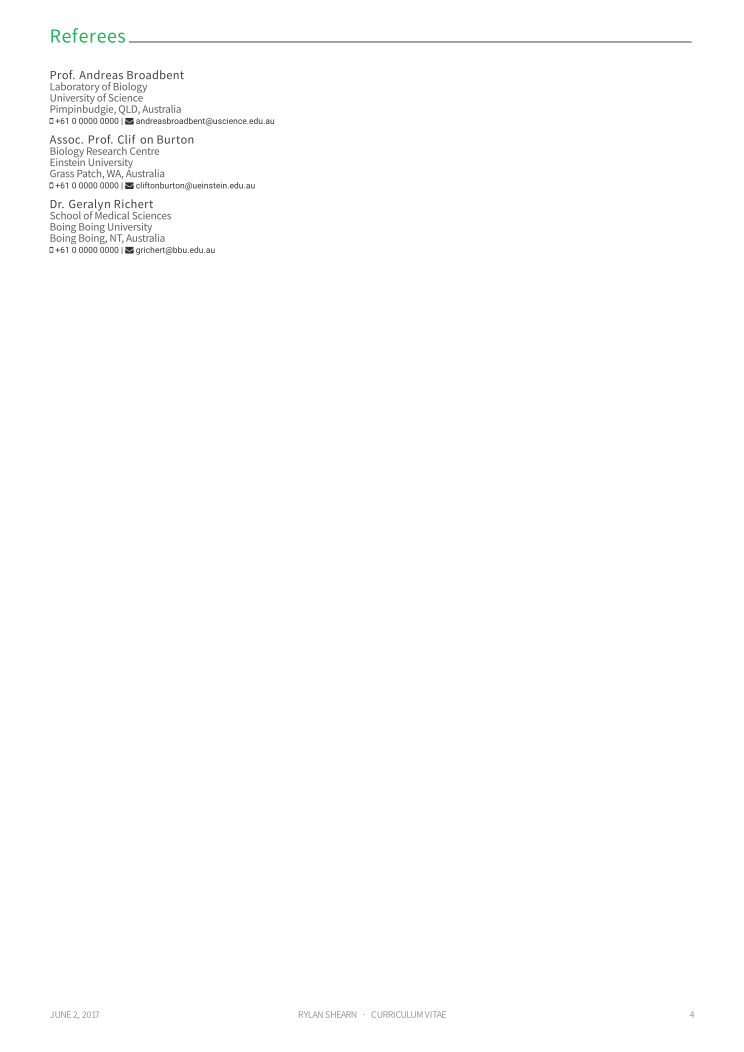 Referees
Prof. Andreas Broadbent
Laboratory of Biology
University of Science
Pimpinbudgie, QLD, Australia
+61 0 0000 0000 | andreasbroadbent@uscience.edu.au
Assoc. Prof. Clif on Burton
Biology Research Centre
Einstein University
Grass Patch, WA, Australia
+61 0 0000 0000 | cliftonburton@ueinstein.edu.au
Dr. Geralyn Richert
School of Medical Sciences
Boing Boing University
Boing Boing, NT, Australia
+61 0 0000 0000 | grichert@bbu.edu.au
JUNE 2, 2017 RYLAN SHEARN · CURRICULUM VITAE 4